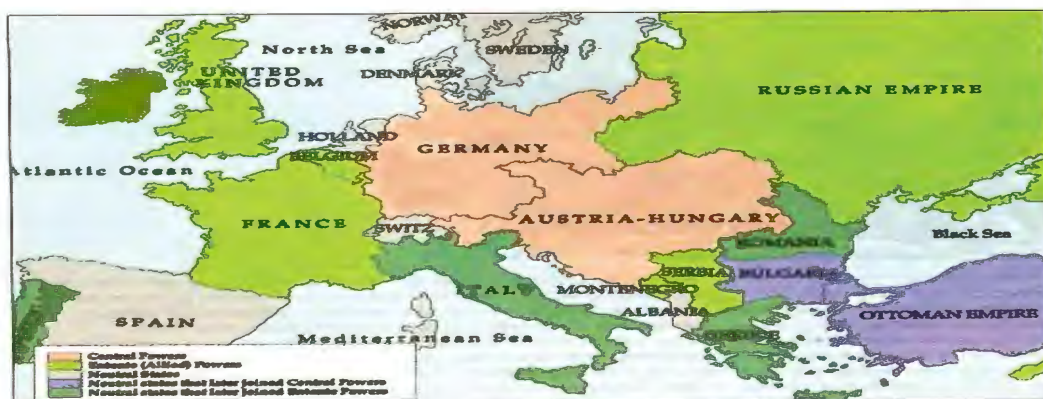 NORWAY
North Sea
SWEDEN
DENMARK
UNITED
KINGDOM
RUSSIAN EMPIRE
HOLLAND
BELGIUM
GERMANY
Atlantic Ocean
FRANCE
AUSTRIA-HUNGARY
SWITZ
ROMANIA
Black Sea
SERBIA
BULGARIA
ITALY
MONTENEGRO
ALBANIA
SPAIN
Mediterranean Sea
OTTOMAN EMPIRE
Central Powers
Entente (Allied) Powers
Neutral States
Neutral states that later joined Central Powers
Neutral states that later joined Entente Powers